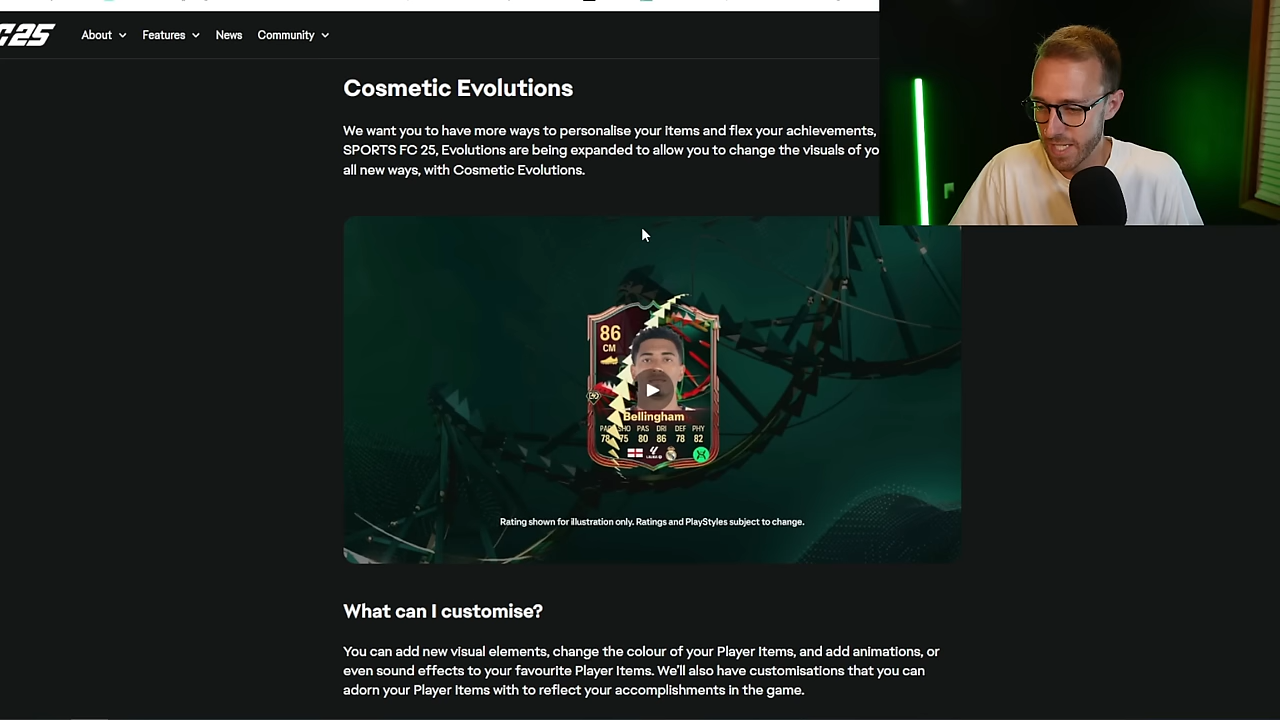 C25
About
Features
News
Community
Cosmetic Evolutions
We want you to have more ways to personalise your items and flex your achievements,
SPORTS FC 25, Evolutions are being expanded to allow you to change the visuals of yo
all new ways, with Cosmetic Evolutions.
86
CM
Bellingham
SHO PAS DRI DEF PHY
78 75 80 86 78 82
Rating shown for illustration only. Ratings and PlayStyles subject to change.
What can I customise?
You can add new visual elements, change the colour of your Player Items, and add animations, or
even sound effects to your favourite Player Items. We'll also have customisations that you can
adorn your Player Items with to reflect your accomplishments in the game.